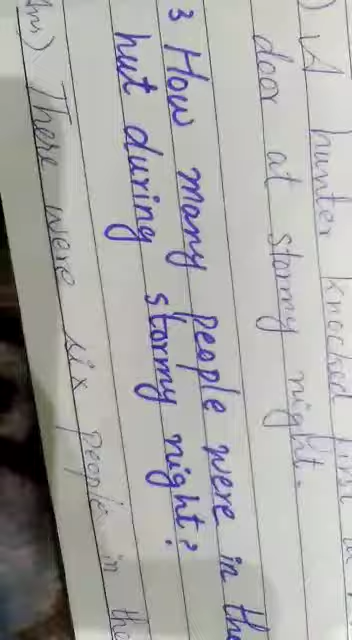 ) A hunter knocked first at
door at stormy night.
3 How many people were in the
hut during stormy night?
Ans) There were six people in the